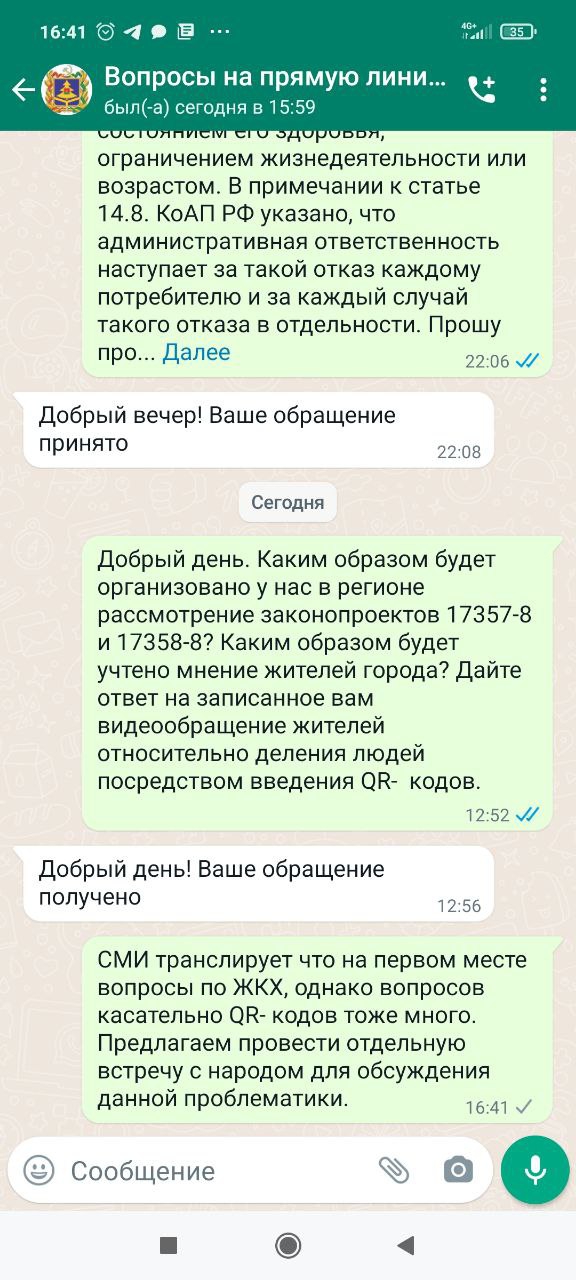 16:41
4G+
35
Вопросы на прямую лини...
был(-а) сегодня в 15:59
состоянием его здоровья,
ограничением жизнедеятельности или
возрастом. В примечании к статье
14.8. КоАП РФ указано, что
административная ответственность
наступает за такой отказ каждому
потребителю и за каждый случай
такого отказа в отдельности. Прошу
про... Далее
22:06
Добрый вечер! Ваше обращение
принято
22:08
Сегодня
Добрый день. Каким образом будет
организовано у нас в регионе
рассмотрение законопроектов 17357-8
и 17358-8? Каким образом будет
учтено мнение жителей города? Дайте
ответ на записанное вам
видеообращение жителей
относительно деления людей
посредством введения QR-  кодов.
12:52
Добрый день! Ваше обращение
получено
12:56
СМИ транслирует что на первом месте
вопросы по ЖКХ, однако вопросов
касательно QR- кодов тоже много.
Предлагаем провести отдельную
встречу с народом для обсуждения
данной проблематики.
16:41
Сообщение